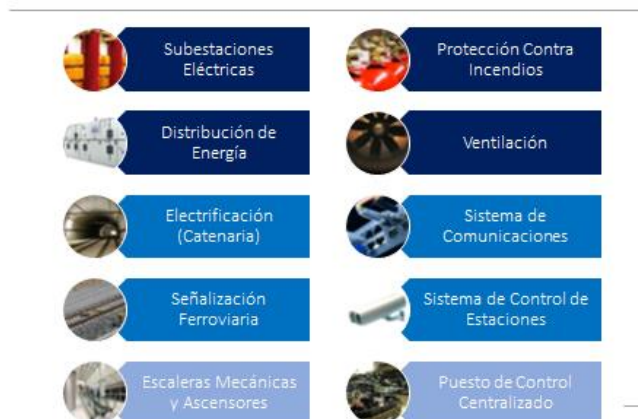 Subestaciones
Eléctricas
Protección Contra
Incendios
Distribución de
Energía
Ventilación
Electrificación
(Catenaria)
Sistema de
Comunicaciones
Señalización
Ferroviaria
Sistema de Control de
Estaciones
Escaleras Mecánicas
y Ascensores
Puesto de Control
Centralizado